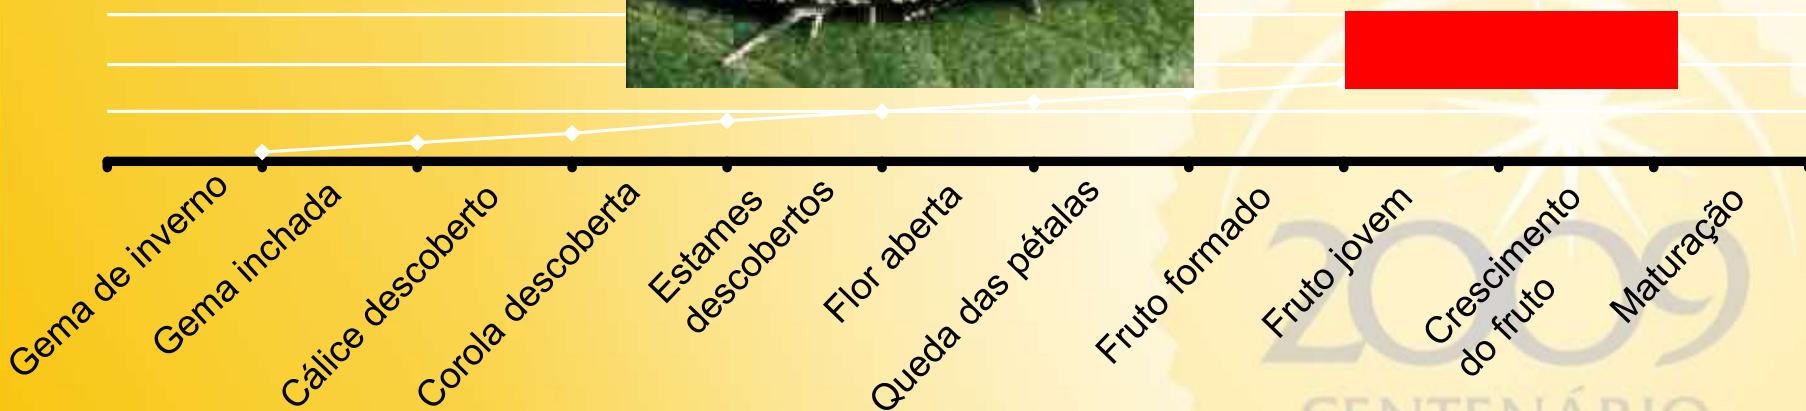 Gema de inverno
Gema inchada
Cálice descoberto
Corola descoberta
Estames
descobertos
Flor aberta
Queda das pétalas
Fruto formado
Fruto jovem
Crescimento
do fruto
Maturação
2009
CENTENÁRIO